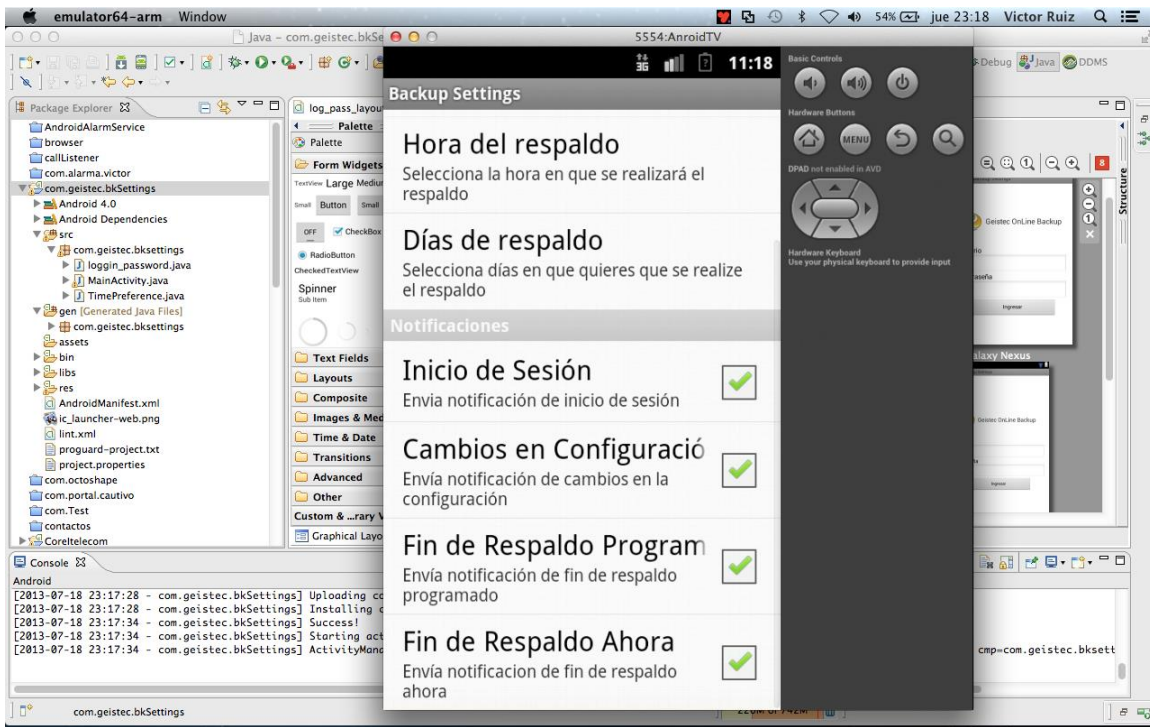 emulator64-arm Window
54% jue 23:18 Victor Ruiz
Java - com.geistec.bkSe
5554:AnroidTV
Debug Java DDMS
Package Explorer
AndroidAlarmService
browser
callListener
com.alarma.victor
com.geistec.bkSettings
Android 4.0
Android Dependencies
src
com.geistec.bksettings
loggin_password.java
MainActivity.java
TimePreference.java
gen [Generated Java Files]
com.geistec.bksettings
assets
bin
libs
res
AndroidManifest.xml
ic_launcher-web.png
lint.xml
proguard-project.txt
project.properties
com.octoshape
com.portal.cautivo
com.Test
contactos
CoreItelecom
log_pass_layou
Palette
Palette
Form Widgets
TextView Large Mediur
Small Button Small
OFF CheckBox
RadioButton
CheckedTextView
Spinner
Sub Item
Text Fields
Layouts
Composite
Images & Med
Time & Date
Transitions
Advanced
Other
Custom & ...rary V
Graphical Layo
3G 11:18
Backup Settings
Hora del respaldo
Selecciona la hora en que se realizará el
respaldo
Días de respaldo
Selecciona días en que quieres que se realize
el respaldo
Notificaciones
Inicio de Sesión
Envia notificación de inicio de sesión
Cambios en Configuració
Envía notificación de cambios en la
configuración
Fin de Respaldo Program
Envía notificación de fin de respaldo
programado
Fin de Respaldo Ahora
Envía notificacion de fin de respaldo
ahora
Basic Controls
Hardware Buttons
MENU
DPAD not enabled in AVD
Hardware Keyboard
Use your physical keyboard to provide input
8
Structure
Geistec OnLine Backup
Ingresar
alaxy Nexus
Geistec OnLine Backup
Ingresar
Console
Android
[2013-07-18 23:17:28 - com.geistec.bkSettings] Uploading co
[2013-07-18 23:17:28 - com.geistec.bkSettings] Installing
[2013-07-18 23:17:34 - com.geistec.bkSettings] Success!
[2013-07-18 23:17:34 - com.geistec.bkSettings] Starting act
[2013-07-18 23:17:34 - com.geistec.bkSettings] ActivityMana
cmp=com.geistec.bksett
com.geistec.bkSettings